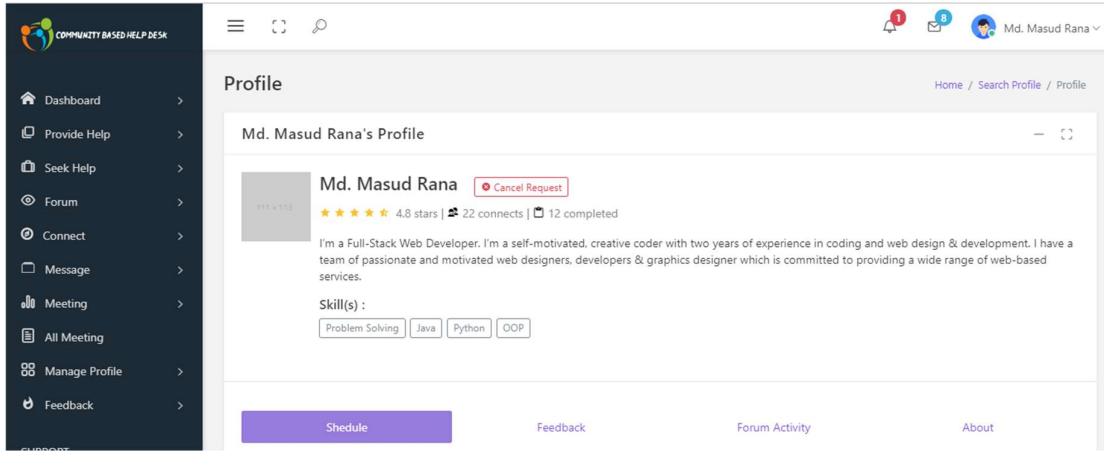 COMMUNITY BASED HELP DESK
1
8
Md. Masud Rana
Dashboard
Provide Help
Seek Help
Forum
Connect
Message
Meeting
All Meeting
Manage Profile
Feedback
SUPPORT
Profile
Home / Search Profile / Profile
Md. Masud Rana's Profile
Md. Masud Rana
Cancel Request
4.8 stars | 22 connects | 12 completed
I'm a Full-Stack Web Developer. I'm a self-motivated, creative coder with two years of experience in coding and web design & development. I have a
team of passionate and motivated web designers, developers & graphics designer which is committed to providing a wide range of web-based
services.
Skill(s) :
Problem Solving Java Python OOP
Shedule Feedback Forum Activity About